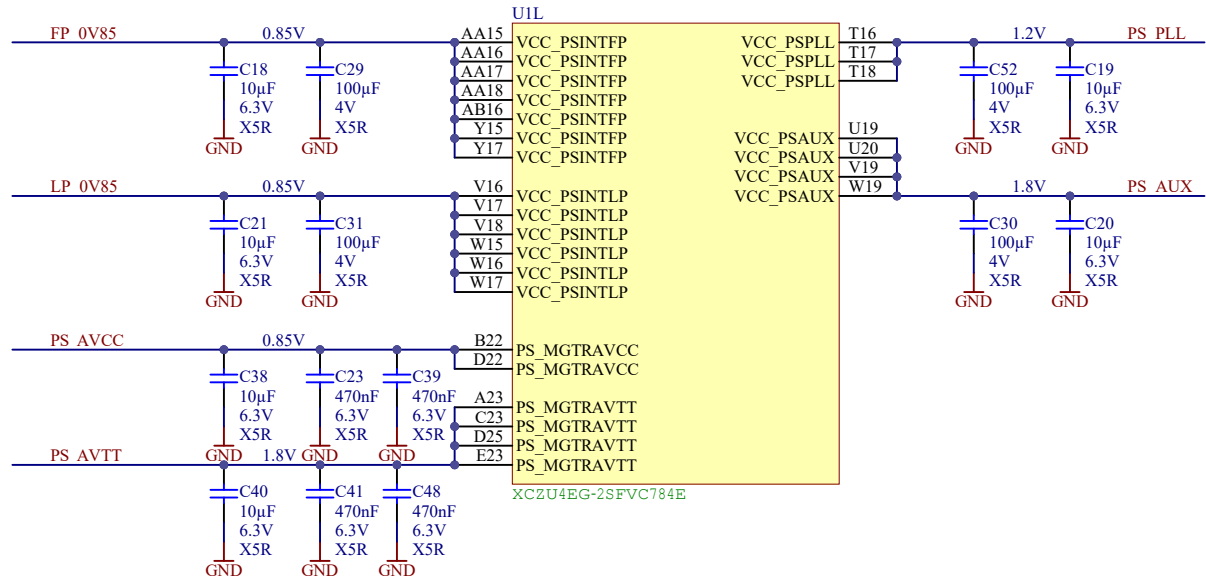 U1L
FP_0V85
0.85V
C18
10µF
6.3V
X5R
GND
C29
100µF
4V
X5R
GND
AA15 VCC_PSINTFP
AA16 VCC_PSINTFP
AA17 VCC_PSINTFP
AA18 VCC_PSINTFP
AB16 VCC_PSINTFP
Y15 VCC_PSINTFP
Y17 VCC_PSINTFP
LP_0V85
0.85V
C21
10µF
6.3V
X5R
GND
C31
100µF
4V
X5R
GND
V16 VCC_PSINTLP
V17 VCC_PSINTLP
V18 VCC_PSINTLP
W15 VCC_PSINTLP
W16 VCC_PSINTLP
W17 VCC_PSINTLP
PS_AVCC
0.85V
C38
10µF
6.3V
X5R
GND
C23
470nF
6.3V
X5R
GND
C39
470nF
6.3V
X5R
GND
B22 PS_MGTRAVCC
D22 PS_MGTRAVCC
PS_AVTT
1.8V
C40
10µF
6.3V
X5R
GND
C41
470nF
6.3V
X5R
GND
C48
470nF
6.3V
X5R
GND
A23 PS_MGTRAVTT
C23 PS_MGTRAVTT
D25 PS_MGTRAVTT
E23 PS_MGTRAVTT
VCC_PSPLL T16
VCC_PSPLL T17
VCC_PSPLL T18
1.2V
PS_PLL
C52
100µF
4V
X5R
GND
C19
10µF
6.3V
X5R
GND
VCC_PSAUX U19
VCC_PSAUX U20
VCC_PSAUX V19
VCC_PSAUX W19
1.8V
PS_AUX
C30
100µF
4V
X5R
GND
C20
10µF
6.3V
X5R
GND
XCZU4EG-2SFVC784E